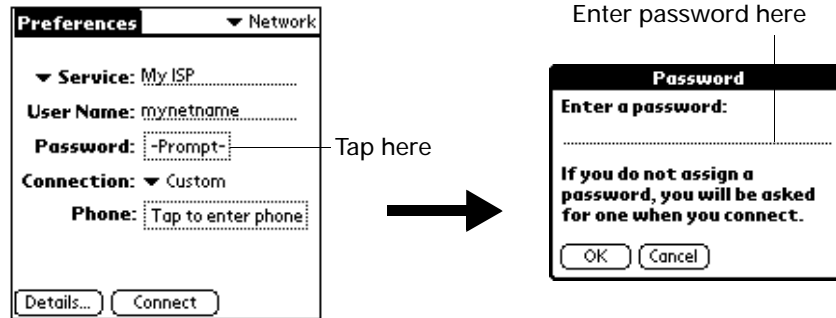 Preferences
Network
Service: My ISP
User Name: mynetname
Password: -Prompt-
Connection: Custom
Phone: Tap to enter phone
Details...
Connect
Tap here
Enter password here
Password
Enter a password:
If you do not assign a
password, you will be asked
for one when you connect.
OK
Cancel